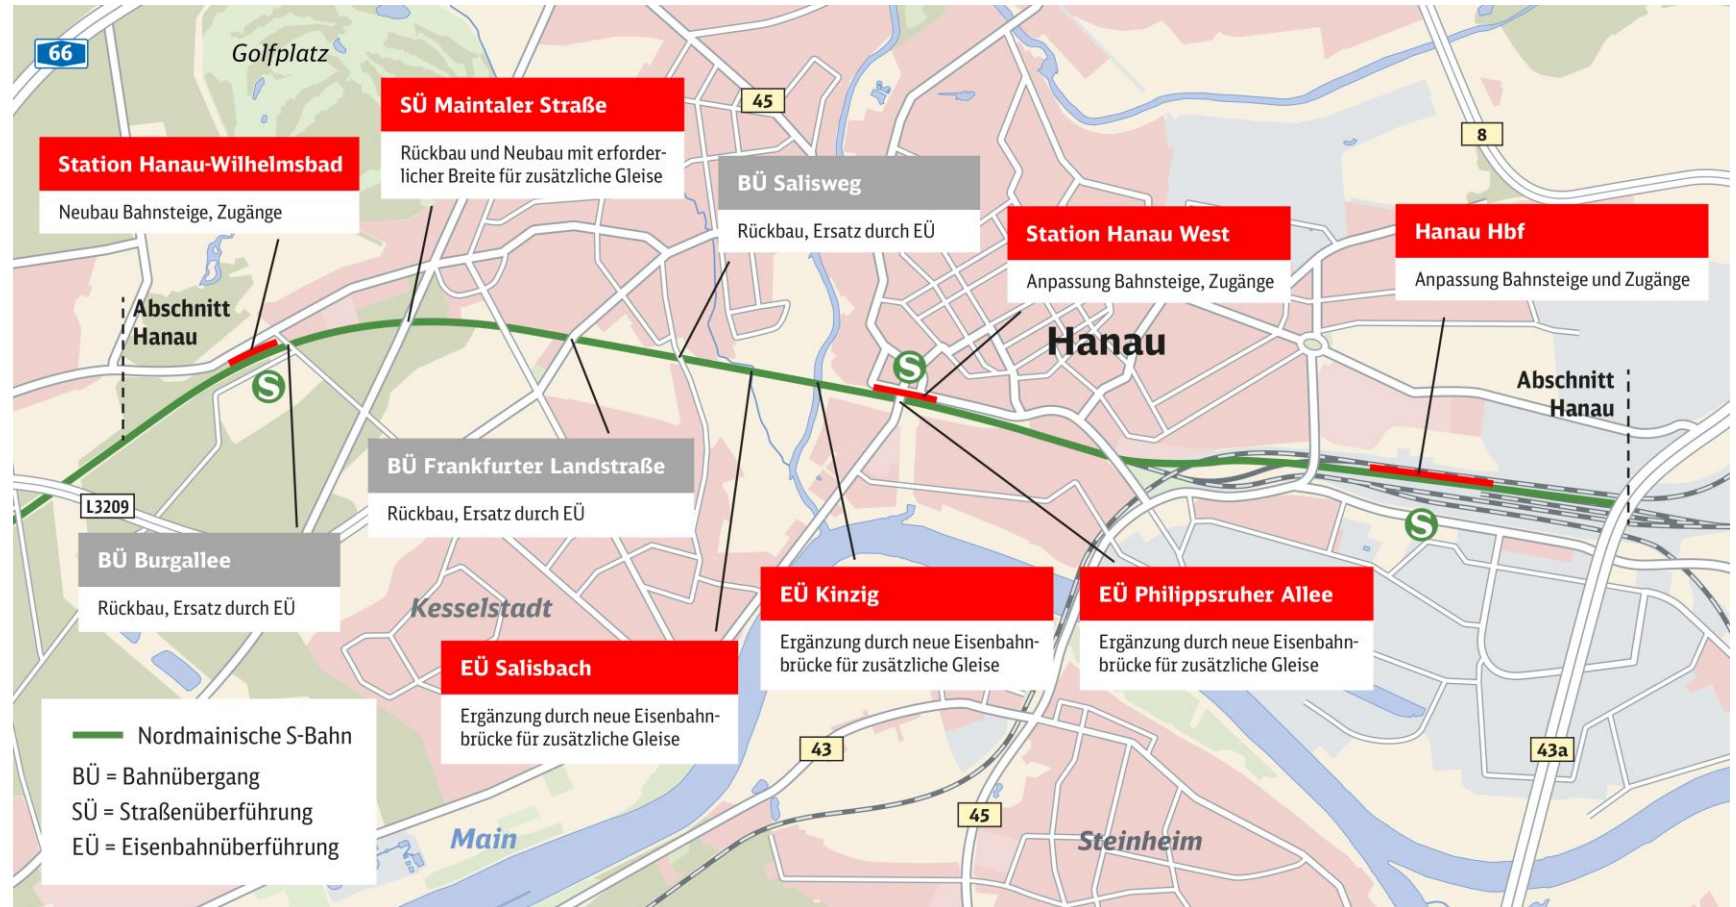 66
Golfplatz
SÜ Maintaler Straße
Rückbau und Neubau mit erforder-
licher Breite für zusätzliche Gleise
45
8
Station Hanau-Wilhelmsbad
Neubau Bahnsteige, Zugänge
BÜ Salisweg
Rückbau, Ersatz durch EÜ
Station Hanau West
Anpassung Bahnsteige, Zugänge
Hanau Hbf
Anpassung Bahnsteige und Zugänge
Abschnitt
Hanau
Hanau
S
S
Abschnitt
Hanau
BÜ Frankfurter Landstraße
Rückbau, Ersatz durch EÜ
L3209
S
BÜ Burgallee
Rückbau, Ersatz durch EÜ
Kesselstadt
EÜ Kinzig
Ergänzung durch neue Eisenbahn-
brücke für zusätzliche Gleise
EÜ Philippsruher Allee
Ergänzung durch neue Eisenbahn-
brücke für zusätzliche Gleise
EÜ Salisbach
Ergänzung durch neue Eisenbahn-
brücke für zusätzliche Gleise
43
43a
45
Main
Steinheim
Nordmainische S-Bahn
BÜ = Bahnübergang
SÜ = Straßenüberführung
EÜ = Eisenbahnüberführung